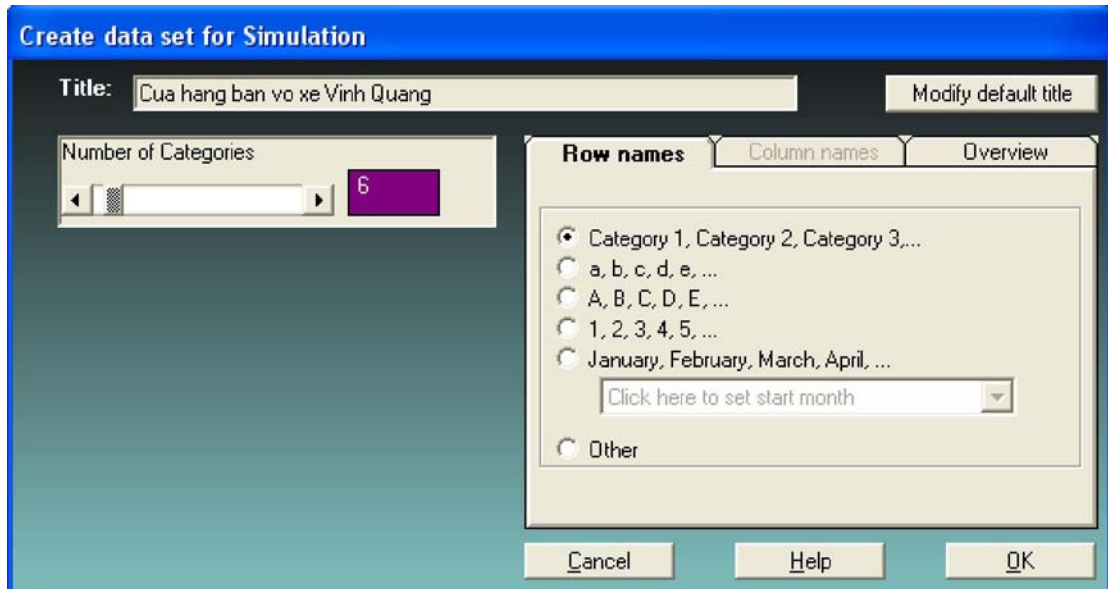 Create data set for Simulation
Title: Cua hang ban vo xe Vinh Quang Modify default title
Number of Categories
6
Row names Column names Overview
Category 1, Category 2, Category 3,...
a, b, c, d, e, ...
A, B, C, D, E, ...
1, 2, 3, 4, 5, ...
January, February, March, April, ...
Click here to set start month
Other
Cancel Help OK